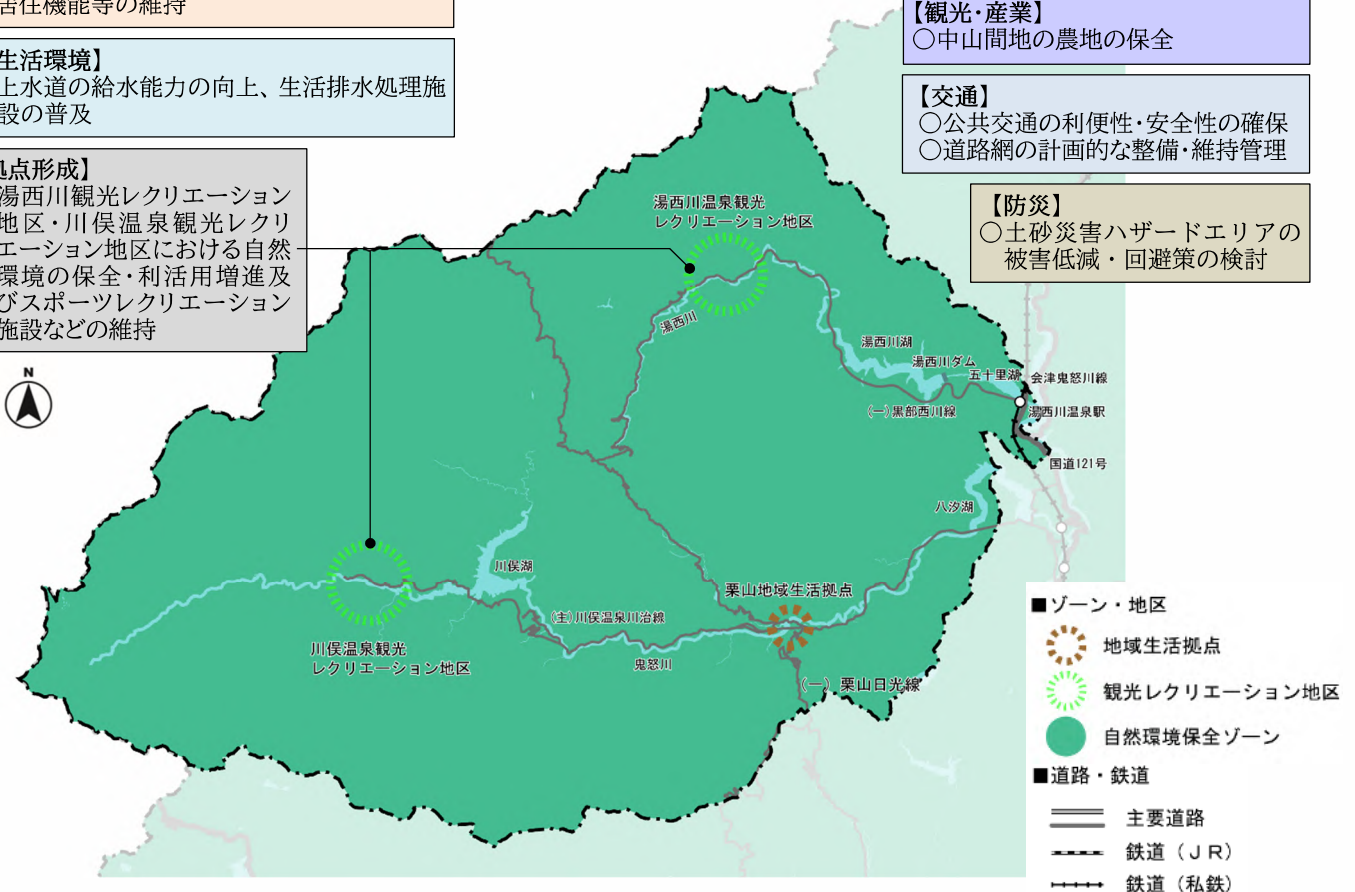 居住機能等の維持
生活環境】
上水道の給水能力の向上、生活排水処理施
設の普及
点形成】
湯西川観光レクリエーション
地区・川俣温泉観光レクリ
エーション地区における自然
環境の保全・利活用増進及
びスポーツレクリエーション
施設などの維持
【観光・産業】
○中山間地の農地の保全
【交通】
○公共交通の利便性・安全性の確保
○道路網の計画的な整備・維持管理
【防災】
○土砂災害ハザードエリアの
被害低減・回避策の検討
N
湯西川温泉観光
レクリエーション地区
湯西川
湯西川湖
湯西川ダム
五十里湖
会津鬼怒川線
(一)黒部西川線
湯西川温泉駅
国道121号
八汐湖
川俣湖
栗山地域生活拠点
(主)川俣温泉川治線
川俣温泉観光
レクリエーション地区
鬼怒川
(一) 栗山日光線
■ゾーン・地区
地域生活拠点
観光レクリエーション地区
自然環境保全ゾーン
■道路・鉄道
主要道路
鉄道（ＪＲ）
鉄道（私鉄）